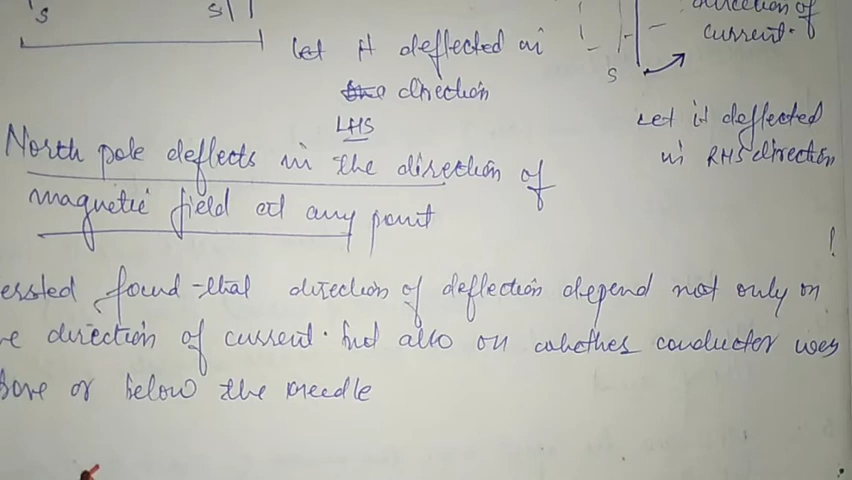 s
s
direction of
current.
s
Let it deflected in
direction
LHS
Let it deflected
in RHS direction
North pole deflects in the direction of
magnetic field at any point
ersted found that direction of deflection depend not only on
e direction of current. but also on whether conductor was
bove or below the needle